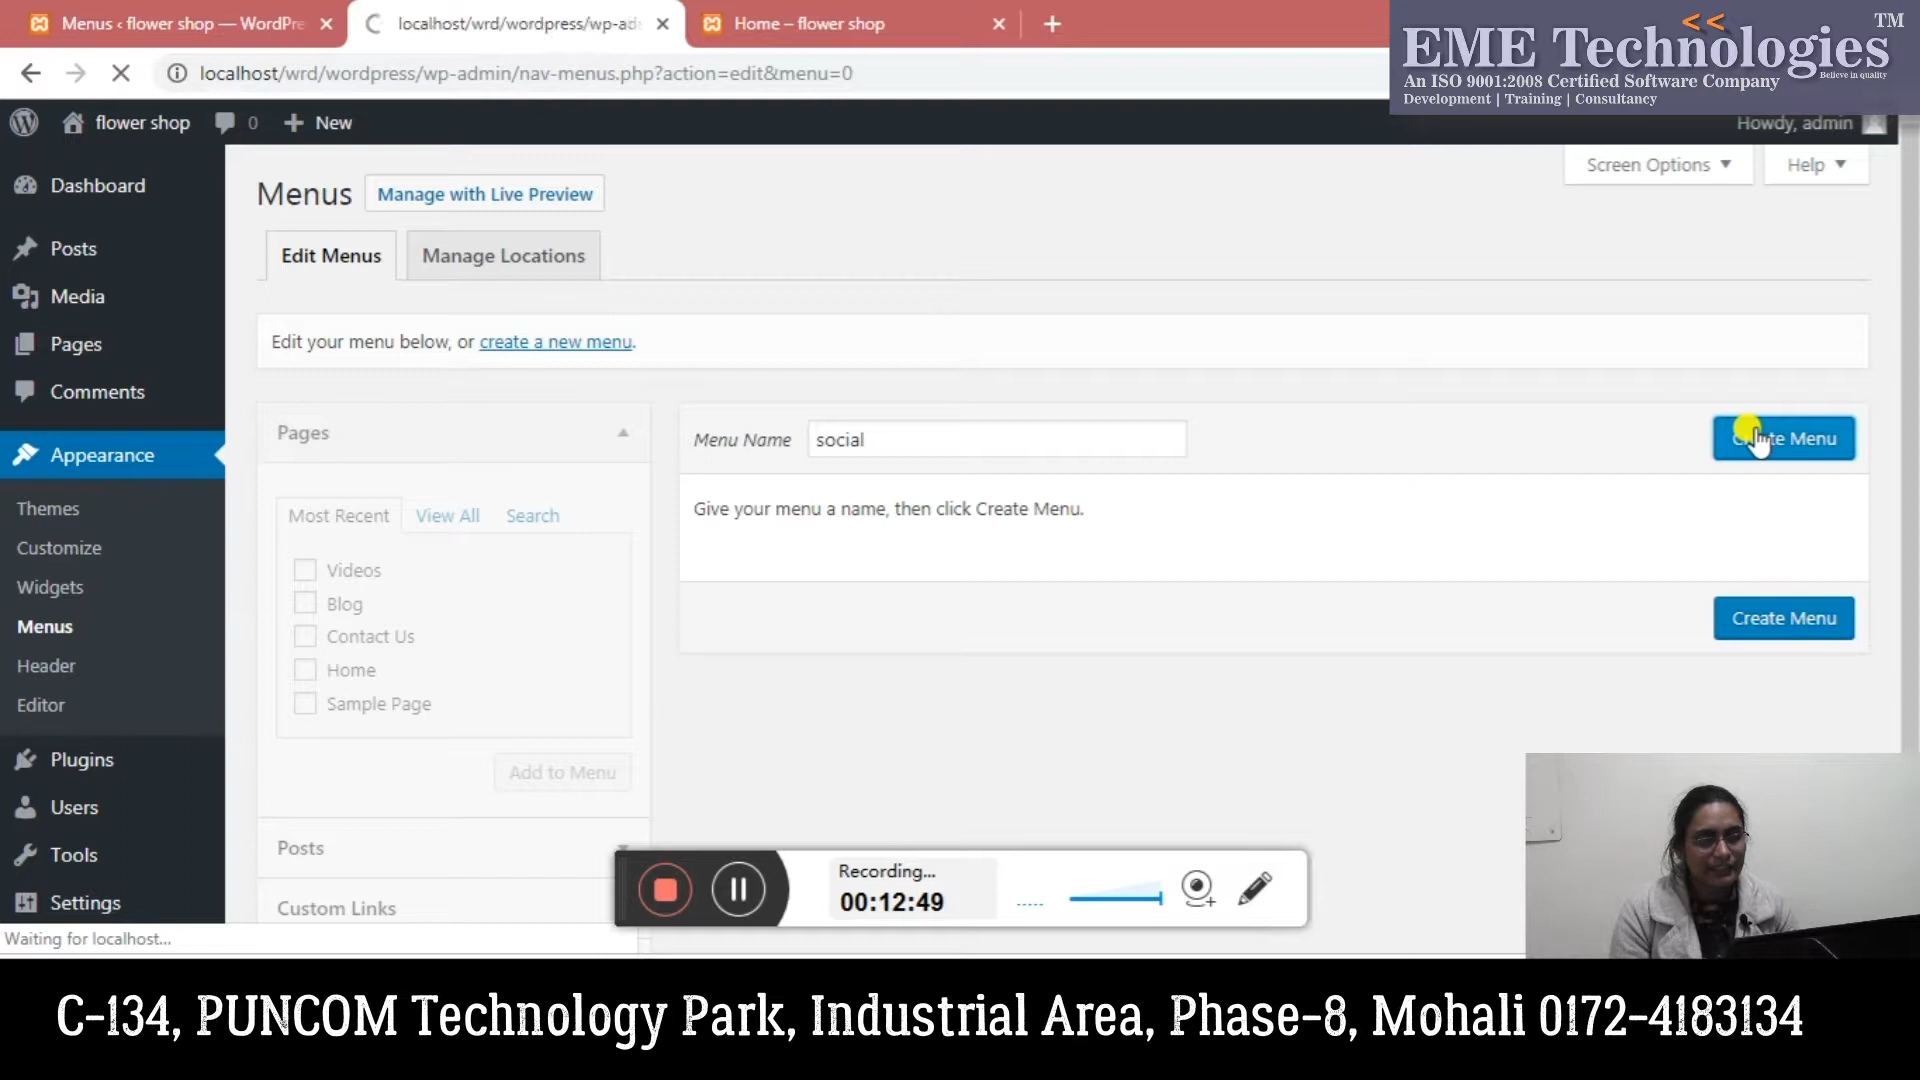 Menus ‹ flower shop — WordPre
localhost/wrd/wordpress/wp-ad
Home – flower shop
localhost/wrd/wordpress/wp-admin/nav-menus.php?action=edit&menu=0
EME Technologies
TM
Believe in quality
An ISO 9001:2008 Certified Software Company
Development | Training | Consultancy
flower shop
0
New
Howdy, admin
Screen Options
Help
Dashboard
Posts
Media
Pages
Comments
Appearance
Themes
Customize
Widgets
Menus
Header
Editor
Plugins
Users
Tools
Settings
Menus
Manage with Live Preview
Edit Menus
Manage Locations
Edit your menu below, or create a new menu.
Pages
Most Recent
View All
Search
Videos
Blog
Contact Us
Home
Sample Page
Add to Menu
Posts
Custom Links
Menu Name
social
Create Menu
Give your menu a name, then click Create Menu.
Create Menu
Recording...
00:12:49
Waiting for localhost...
C-134, PUNCOM Technology Park, Industrial Area, Phase-8, Mohali 0172-4183134